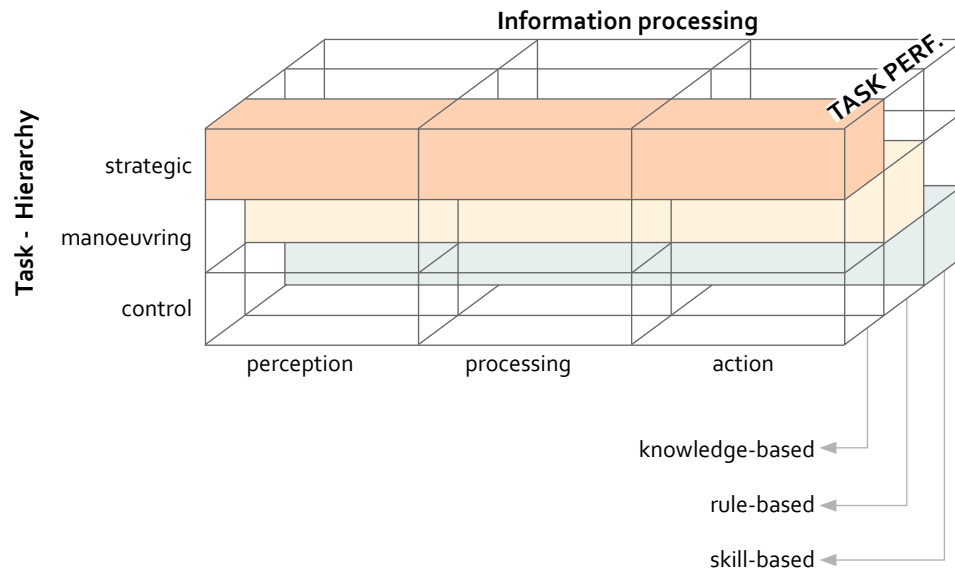 Information processing
TASK PERF.
Task - Hierarchy
strategic
manoeuvring
control
perception
processing
action
knowledge-based
rule-based
skill-based